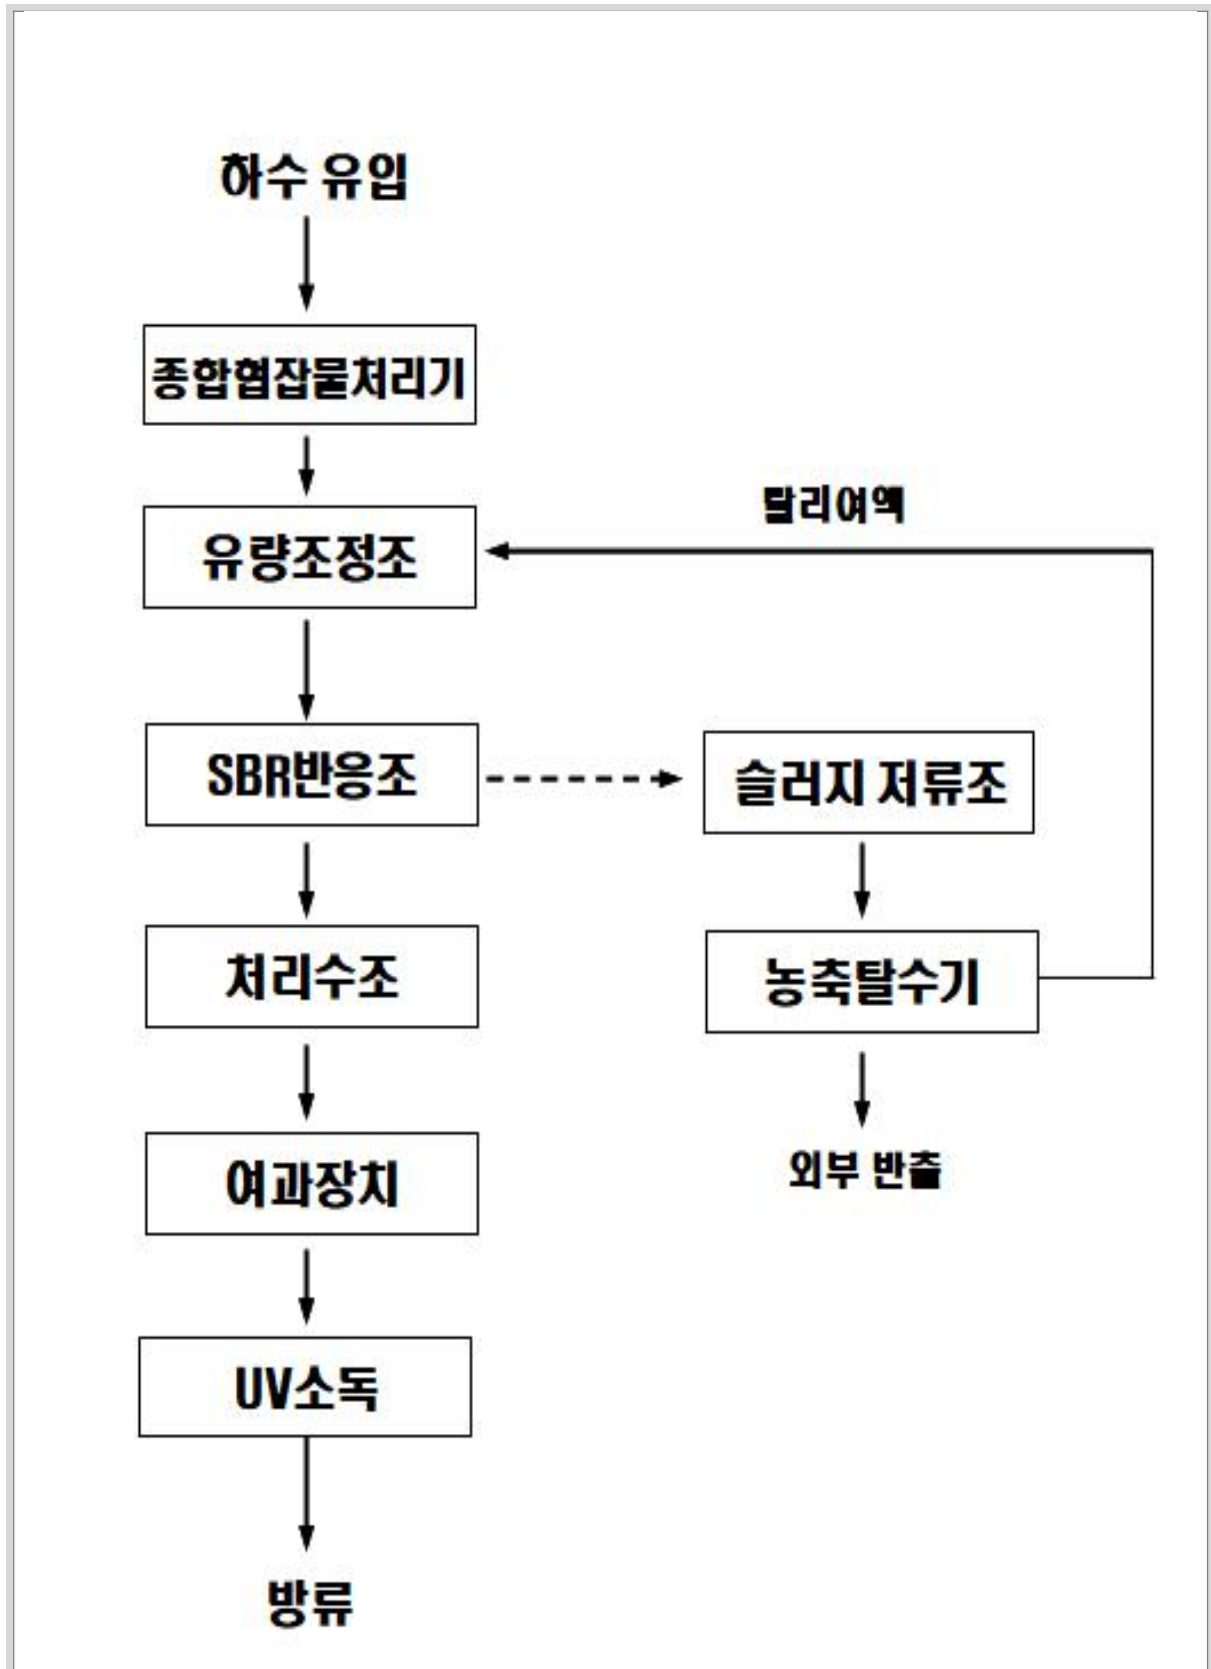 하수 유입
종합협잡물처리기
유량조정조
탈리여액
SBR반응조
슬러지 저류조
처리수조
농축탈수기
여과장치
외부 반출
UV소독
방류